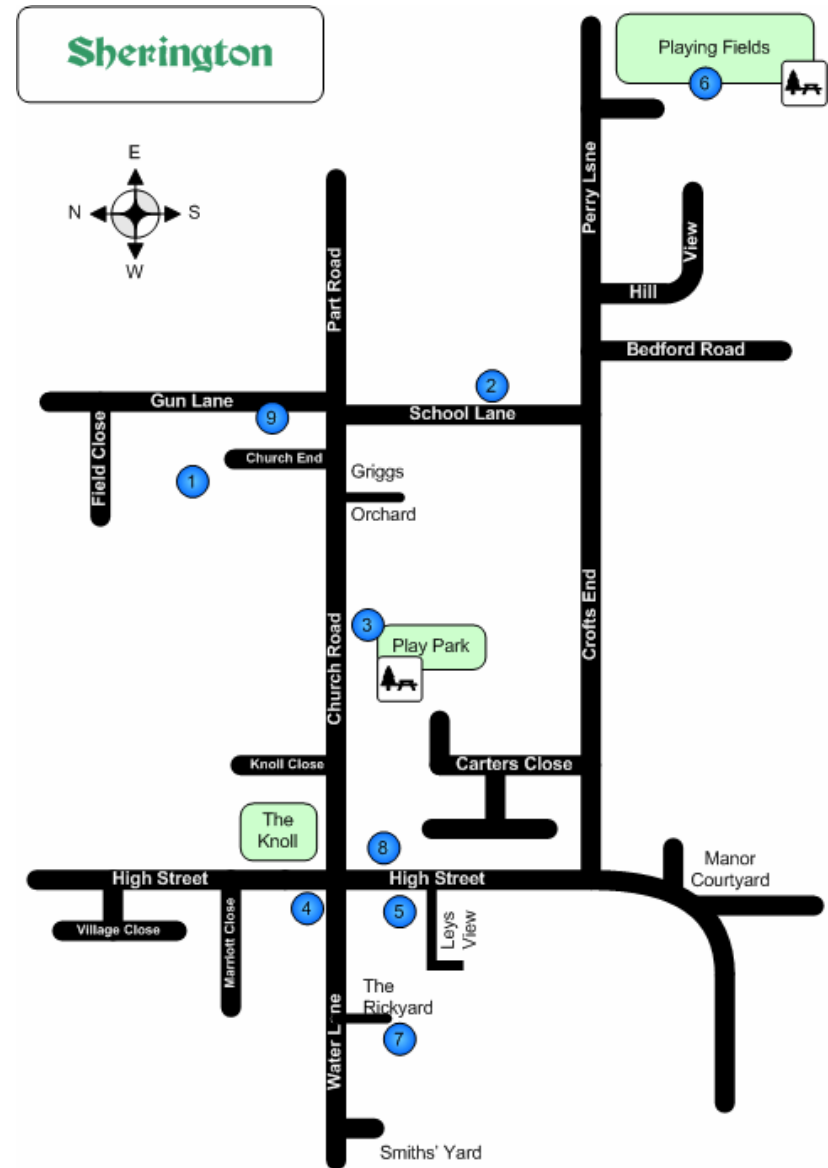 Sherington
Playing Fields
6
E
N
S
W
Part Road
Perry Lsne
View
Hill
Bedford Road
2
Gun Lane
9
School Lane
Field Close
Church End
1
Griggs
Orchard
3
Play Park
Church Road
Crofts End
Knoll Close
Carters Close
The
Knoll
8
High Street
High Street
Manor
Courtyard
4
5
Village Close
Marriott Close
Leys
View
The
Rickyard
7
Water Lane
Smiths' Yard